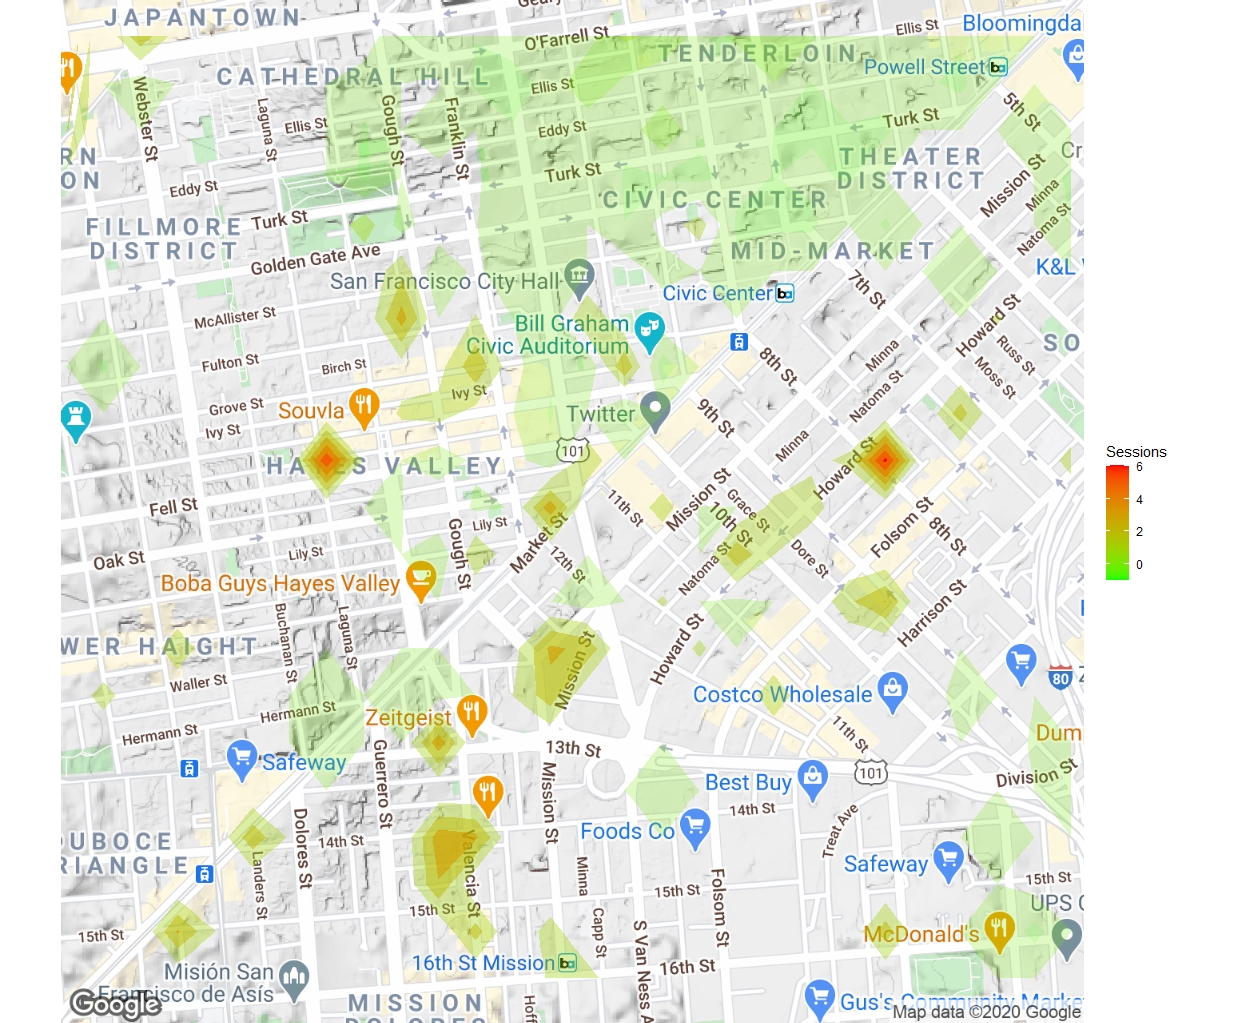 Geary
JAPANTOWN
O'Farrell St
Ellis St
Bloomingda
TENDERLOIN
CATHEDRAL HILL
Powell Street
Ellis St
Webster St
Laguna St
Gough St
Franklin St
5th St
Ellis St
Eddy St
Turk St
Cr
RN
ON
THEATER
DISTRICT
Mission St
Minna
Natoma St
Eddy St
Turk St
CIVIC CENTER
FILLMORE
DISTRICT
Turk St
Golden Gate Ave
MID-MARKET
K&L
San Francisco City Hall
Civic Center
7th St
McAllister St
Bill Graham
Civic Auditorium
Howard St
SO
Fulton St
Birch St
8th St
Minna
Russ St
Moss St
Natoma St
Ivy St
Grove St
Souvla
Ivy St
Twitter
9th St
Minna
101
HAYES VALLEY
Howard St
Sessions
6
4
2
0
Fell St
Mission St
11th St
Grace St
10th St
Lily St
Gough St
Market St
Folsom St
8th St
Oak St
Lily St
12th St
Natoma St
Dore St
Boba Guys Hayes Valley
Harrison St
Buchanan St
Laguna St
WER HAIGHT
Howard St
Mission St
Waller St
80
Z
Costco Wholesale
Hermann St
Zeitgeist
Hermann St
11th St
Dum
13th St
Safeway
Guerrero St
101
Division St
Best Buy
Mission St
14th St
Dolores St
Foods Co
Treat Ave
DUBOCE
RIANGLE
14th St
Valencia St
Safeway
Landers St
Minna
15th St
Folsom St
15th St
15th St
UPS C
Capp St
S Van Ness A
15th St
McDonald's
16th St Mission
16th St
Misión San
Francisco de Asís
MISSION
DOLORES
Hoff
Gus's Community Marke
Google
Map data ©2020 Google